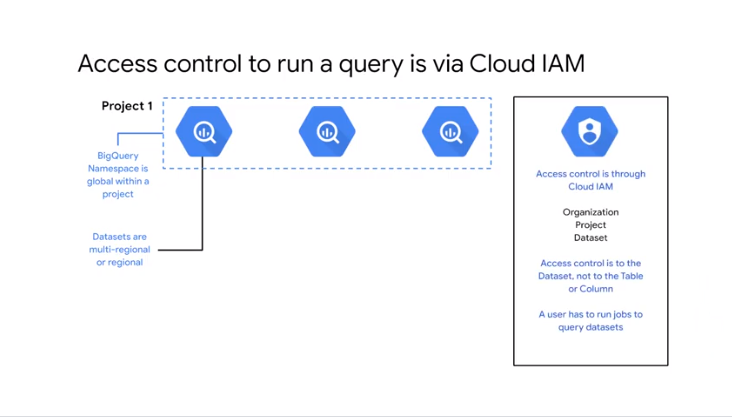 Access control to run a query is via Cloud IAM
Project 1
BigQuery
Namespace is
global within a
project
Datasets are
multi-regional
or regional
Access control is through
Cloud IAM
Organization
Project
Dataset
Access control is to the
Dataset, not to the Table
or Column
A user has to run jobs to
query datasets